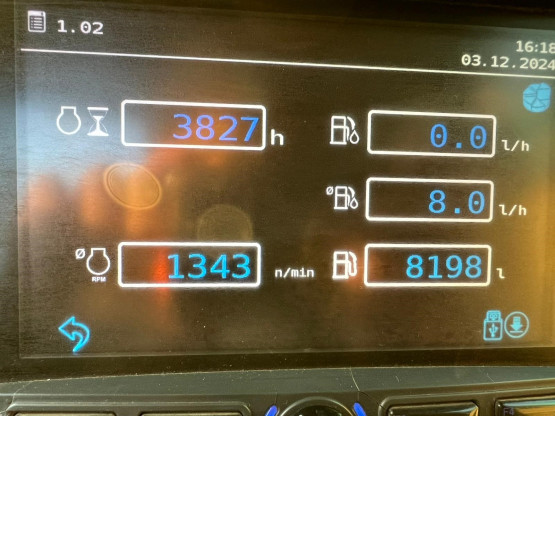 1.02
16:18
03.12.2024
3827 h
0.0 l/h
ø 8.0 l/h
ø RPM 1343 n/min
8198 l